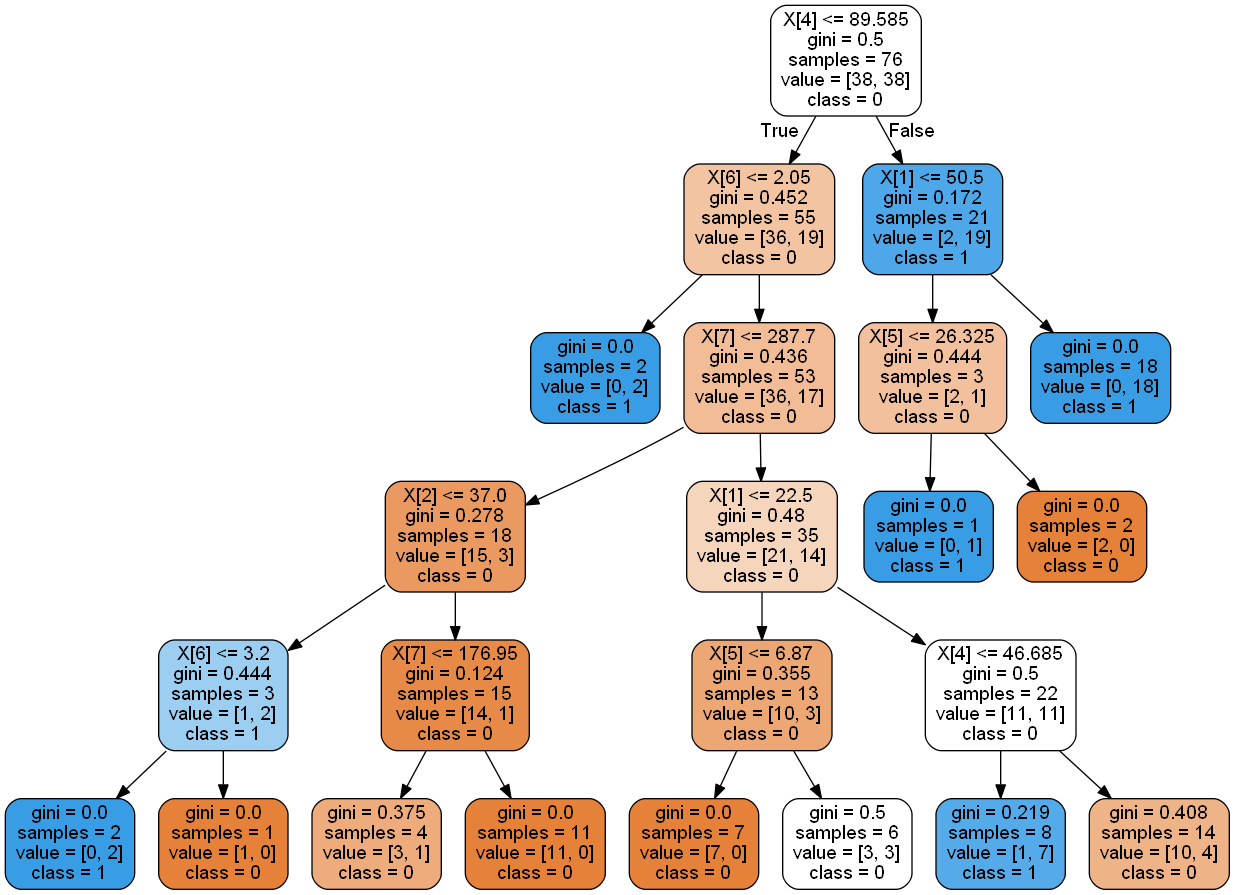 X[4] <= 89.585
gini = 0.5
samples = 76
value = [38, 38]
class = 0
True
False
X[6] <= 2.05
gini = 0.452
samples = 55
value = [36, 19]
class = 0
X[1] <= 50.5
gini = 0.172
samples = 21
value = [2, 19]
class = 1
gini = 0.0
samples = 2
value = [0, 2]
class = 1
X[7] <= 287.7
gini = 0.436
samples = 53
value = [36, 17]
class = 0
X[5] <= 26.325
gini = 0.444
samples = 3
value = [2, 1]
class = 0
gini = 0.0
samples = 18
value = [0, 18]
class = 1
X[2] <= 37.0
gini = 0.278
samples = 18
value = [15, 3]
class = 0
X[1] <= 22.5
gini = 0.48
samples = 35
value = [21, 14]
class = 0
gini = 0.0
samples = 1
value = [0, 1]
class = 1
gini = 0.0
samples = 2
value = [2, 0]
class = 0
X[6] <= 3.2
gini = 0.444
samples = 3
value = [1, 2]
class = 1
X[7] <= 176.95
gini = 0.124
samples = 15
value = [14, 1]
class = 0
X[5] <= 6.87
gini = 0.355
samples = 13
value = [10, 3]
class = 0
X[4] <= 46.685
gini = 0.5
samples = 22
value = [11, 11]
class = 0
gini = 0.0
samples = 2
value = [0, 2]
class = 1
gini = 0.0
samples = 1
value = [1, 0]
class = 0
gini = 0.375
samples = 4
value = [3, 1]
class = 0
gini = 0.0
samples = 11
value = [11, 0]
class = 0
gini = 0.0
samples = 7
value = [7, 0]
class = 0
gini = 0.5
samples = 6
value = [3, 3]
class = 0
gini = 0.219
samples = 8
value = [1, 7]
class = 1
gini = 0.408
samples = 14
value = [10, 4]
class = 0